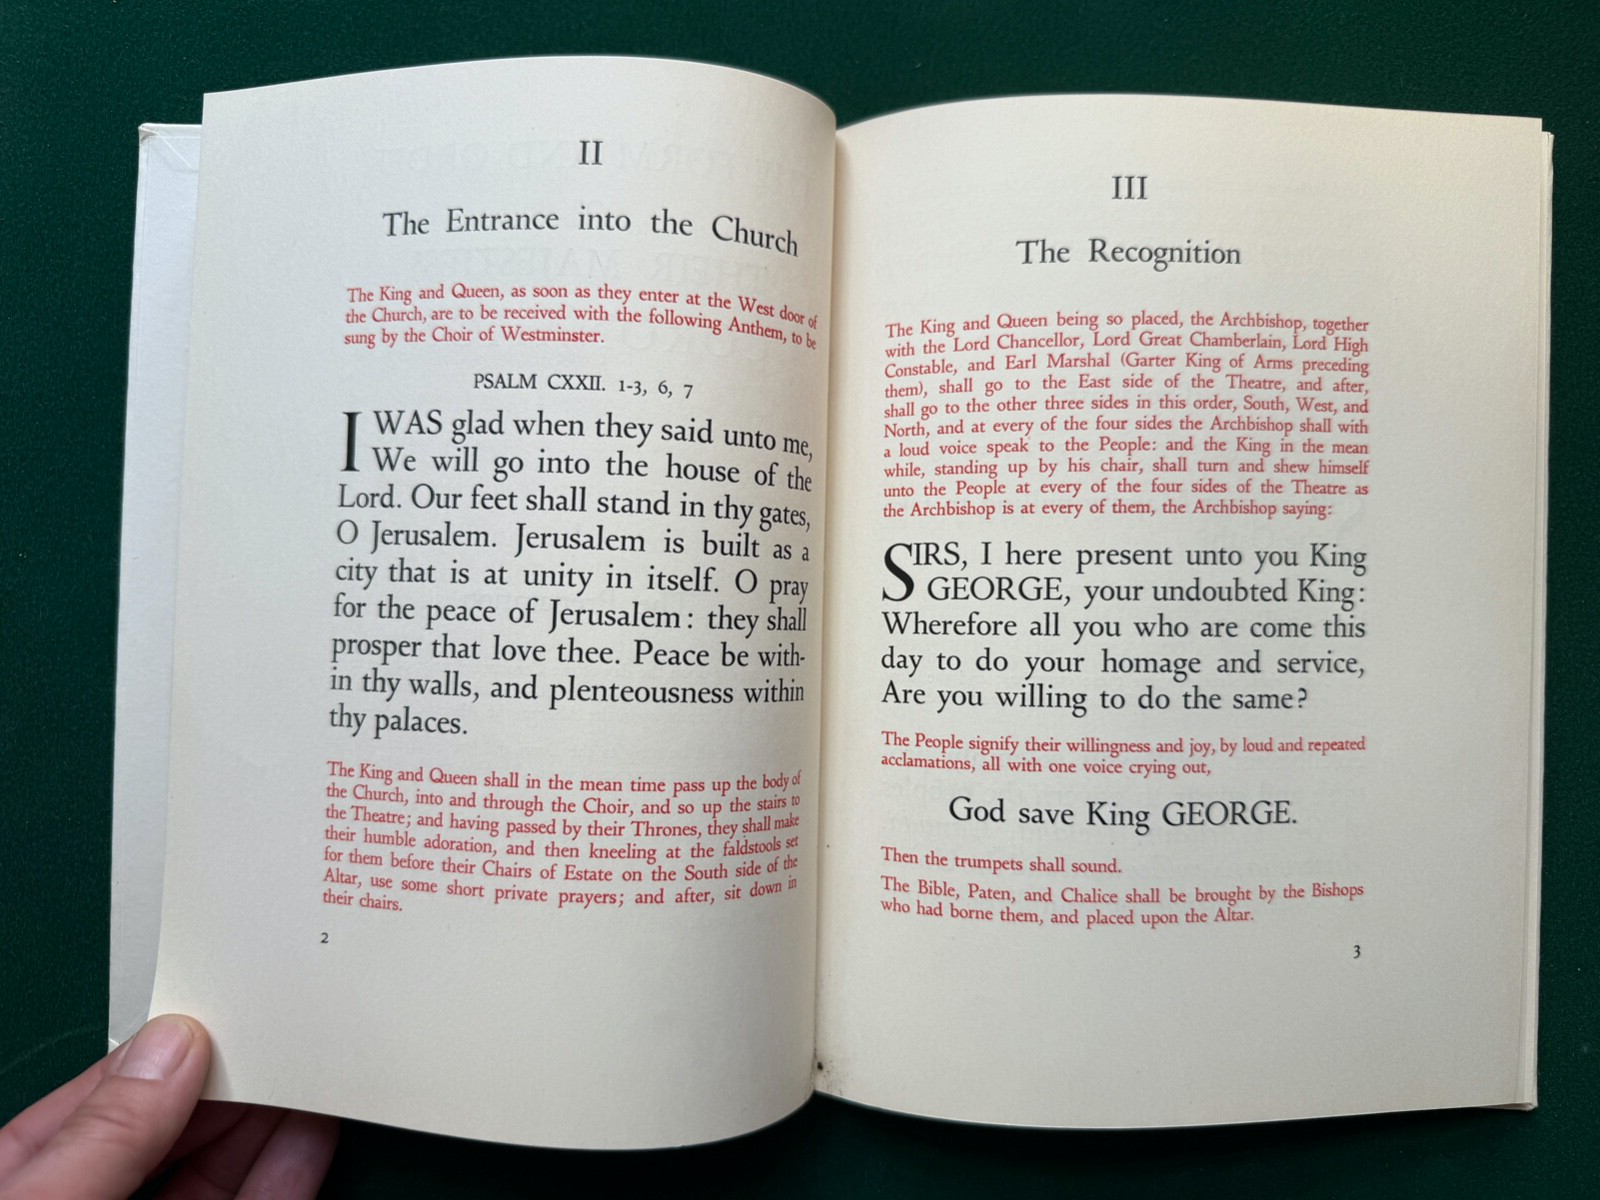 II
The Entrance into the Church
The King and Queen, as soon as they enter at the West door of
the Church, are to be received with the following Anthem, to be
sung by the Choir of Westminster.
PSALM CXXII. 1-3, 6, 7
I WAS glad when they said unto me,
We will go into the house of the
Lord. Our feet shall stand in thy gates,
O Jerusalem. Jerusalem is built as a
city that is at unity in itself. O pray
for the peace of Jerusalem: they shall
prosper that love thee. Peace be with-
in thy walls, and plenteousness within
thy palaces.
The King and Queen shall in the mean time pass up the body of
the Church, into and through the Choir, and so up the stairs to
the Theatre; and having passed by their Thrones, they shall make
their humble adoration, and then kneeling at the faldstools set
for them before their Chairs of Estate on the South side of the
Altar, use some short private prayers; and after, sit down in
their chairs.
2
III
The Recognition
The King and Queen being so placed, the Archbishop, together
with the Lord Chancellor, Lord Great Chamberlain, Lord High
Constable, and Earl Marshal (Garter King of Arms preceding
them), shall go to the East side of the Theatre, and after,
shall go to the other three sides in this order, South, West, and
North, and at every of the four sides the Archbishop shall with
a loud voice speak to the People: and the King in the mean
while, standing up by his chair, shall turn and shew himself
unto the People at every of the four sides of the Theatre as
the Archbishop is at every of them, the Archbishop saying:
SIRS, I here present unto you King
GEORGE, your undoubted King:
Wherefore all you who are come this
day to do your homage and service,
Are you willing to do the same?
The People signify their willingness and joy, by loud and repeated
acclamations, all with one voice crying out,
God save King GEORGE.
Then the trumpets shall sound.
The Bible, Paten, and Chalice shall be brought by the Bishops
who had borne them, and placed upon the Altar.
3